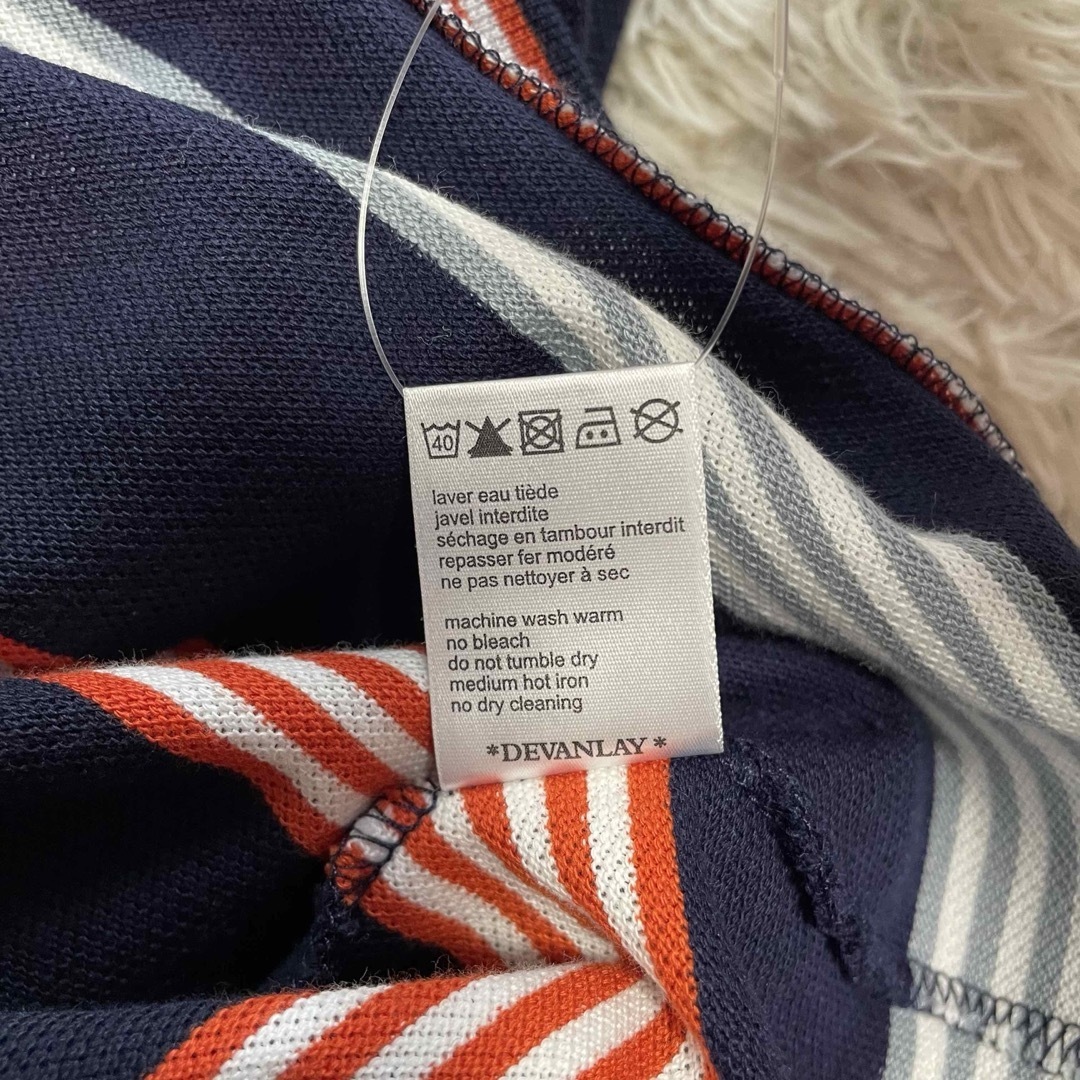 40
laver eau tiède
javel interdite
séchage en tambour interdit
repasser fer modéré
ne pas nettoyer à sec
machine wash warm
no bleach
do not tumble dry
medium hot iron
no dry cleaning
*DEVANLAY*